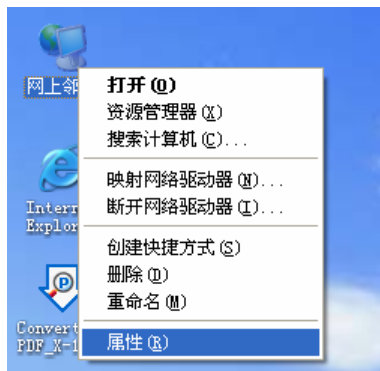 网上邻
打开(O)
资源管理器(X)
搜索计算机(C)...
映射网络驱动器(N)...
断开网络驱动器(I)...
创建快捷方式(S)
删除(D)
重命名(M)
属性(R)
Intern
Explor
Convert
PDF_X-1